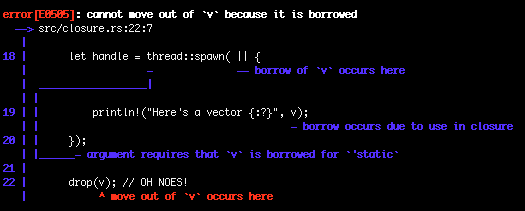 error[E0505]: cannot move out of `v` because it is borrowed
--> src/closure.rs:22:7
|
18 | let handle = thread::spawn( || {
| - -- borrow of `v` occurs here
| ______________|
| |
19 | | println!("Here's a vector {:?}", v);
| | - borrow occurs due to use in closure
20 | | });
| |_____- argument requires that `v` is borrowed for `'static`
21 |
22 | drop(v); // OH NOES!
| ^ move out of `v` occurs here